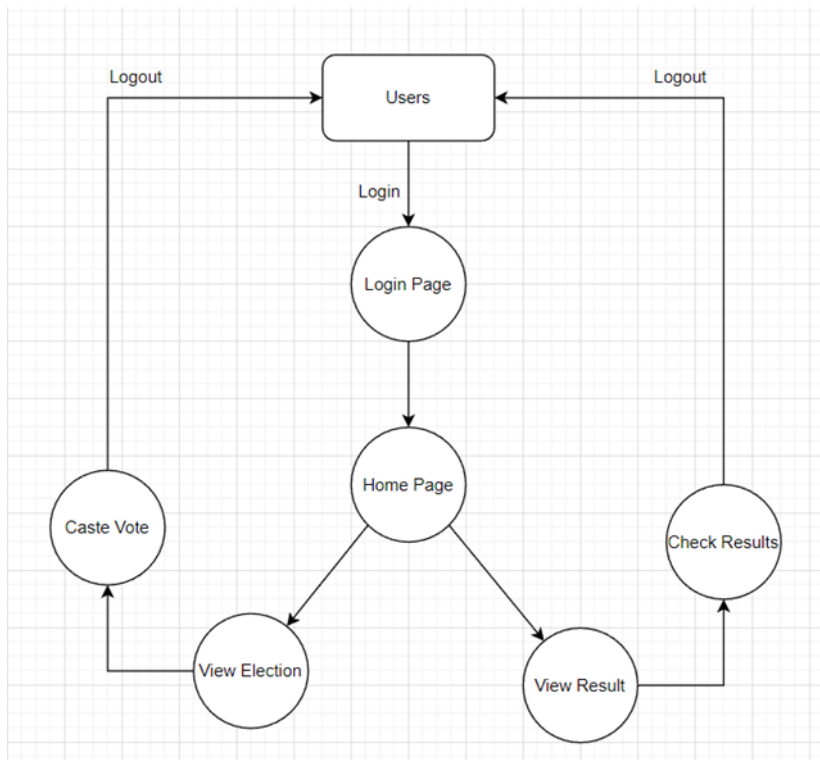 Logout
Logout
Users
Login
Login Page
Home Page
Caste Vote
Check Results
View Election
View Result